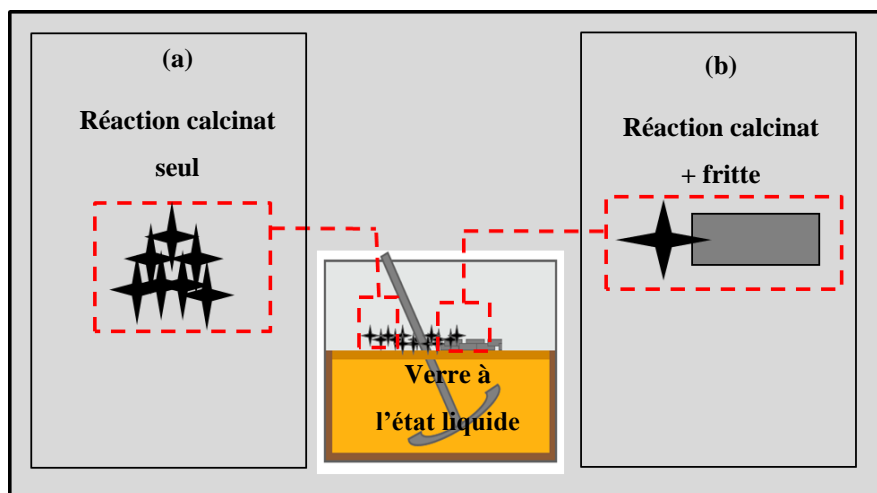 (a)
Réaction calcinat
seul
(b)
Réaction calcinat
+ fritte
Verre à
l'état liquide